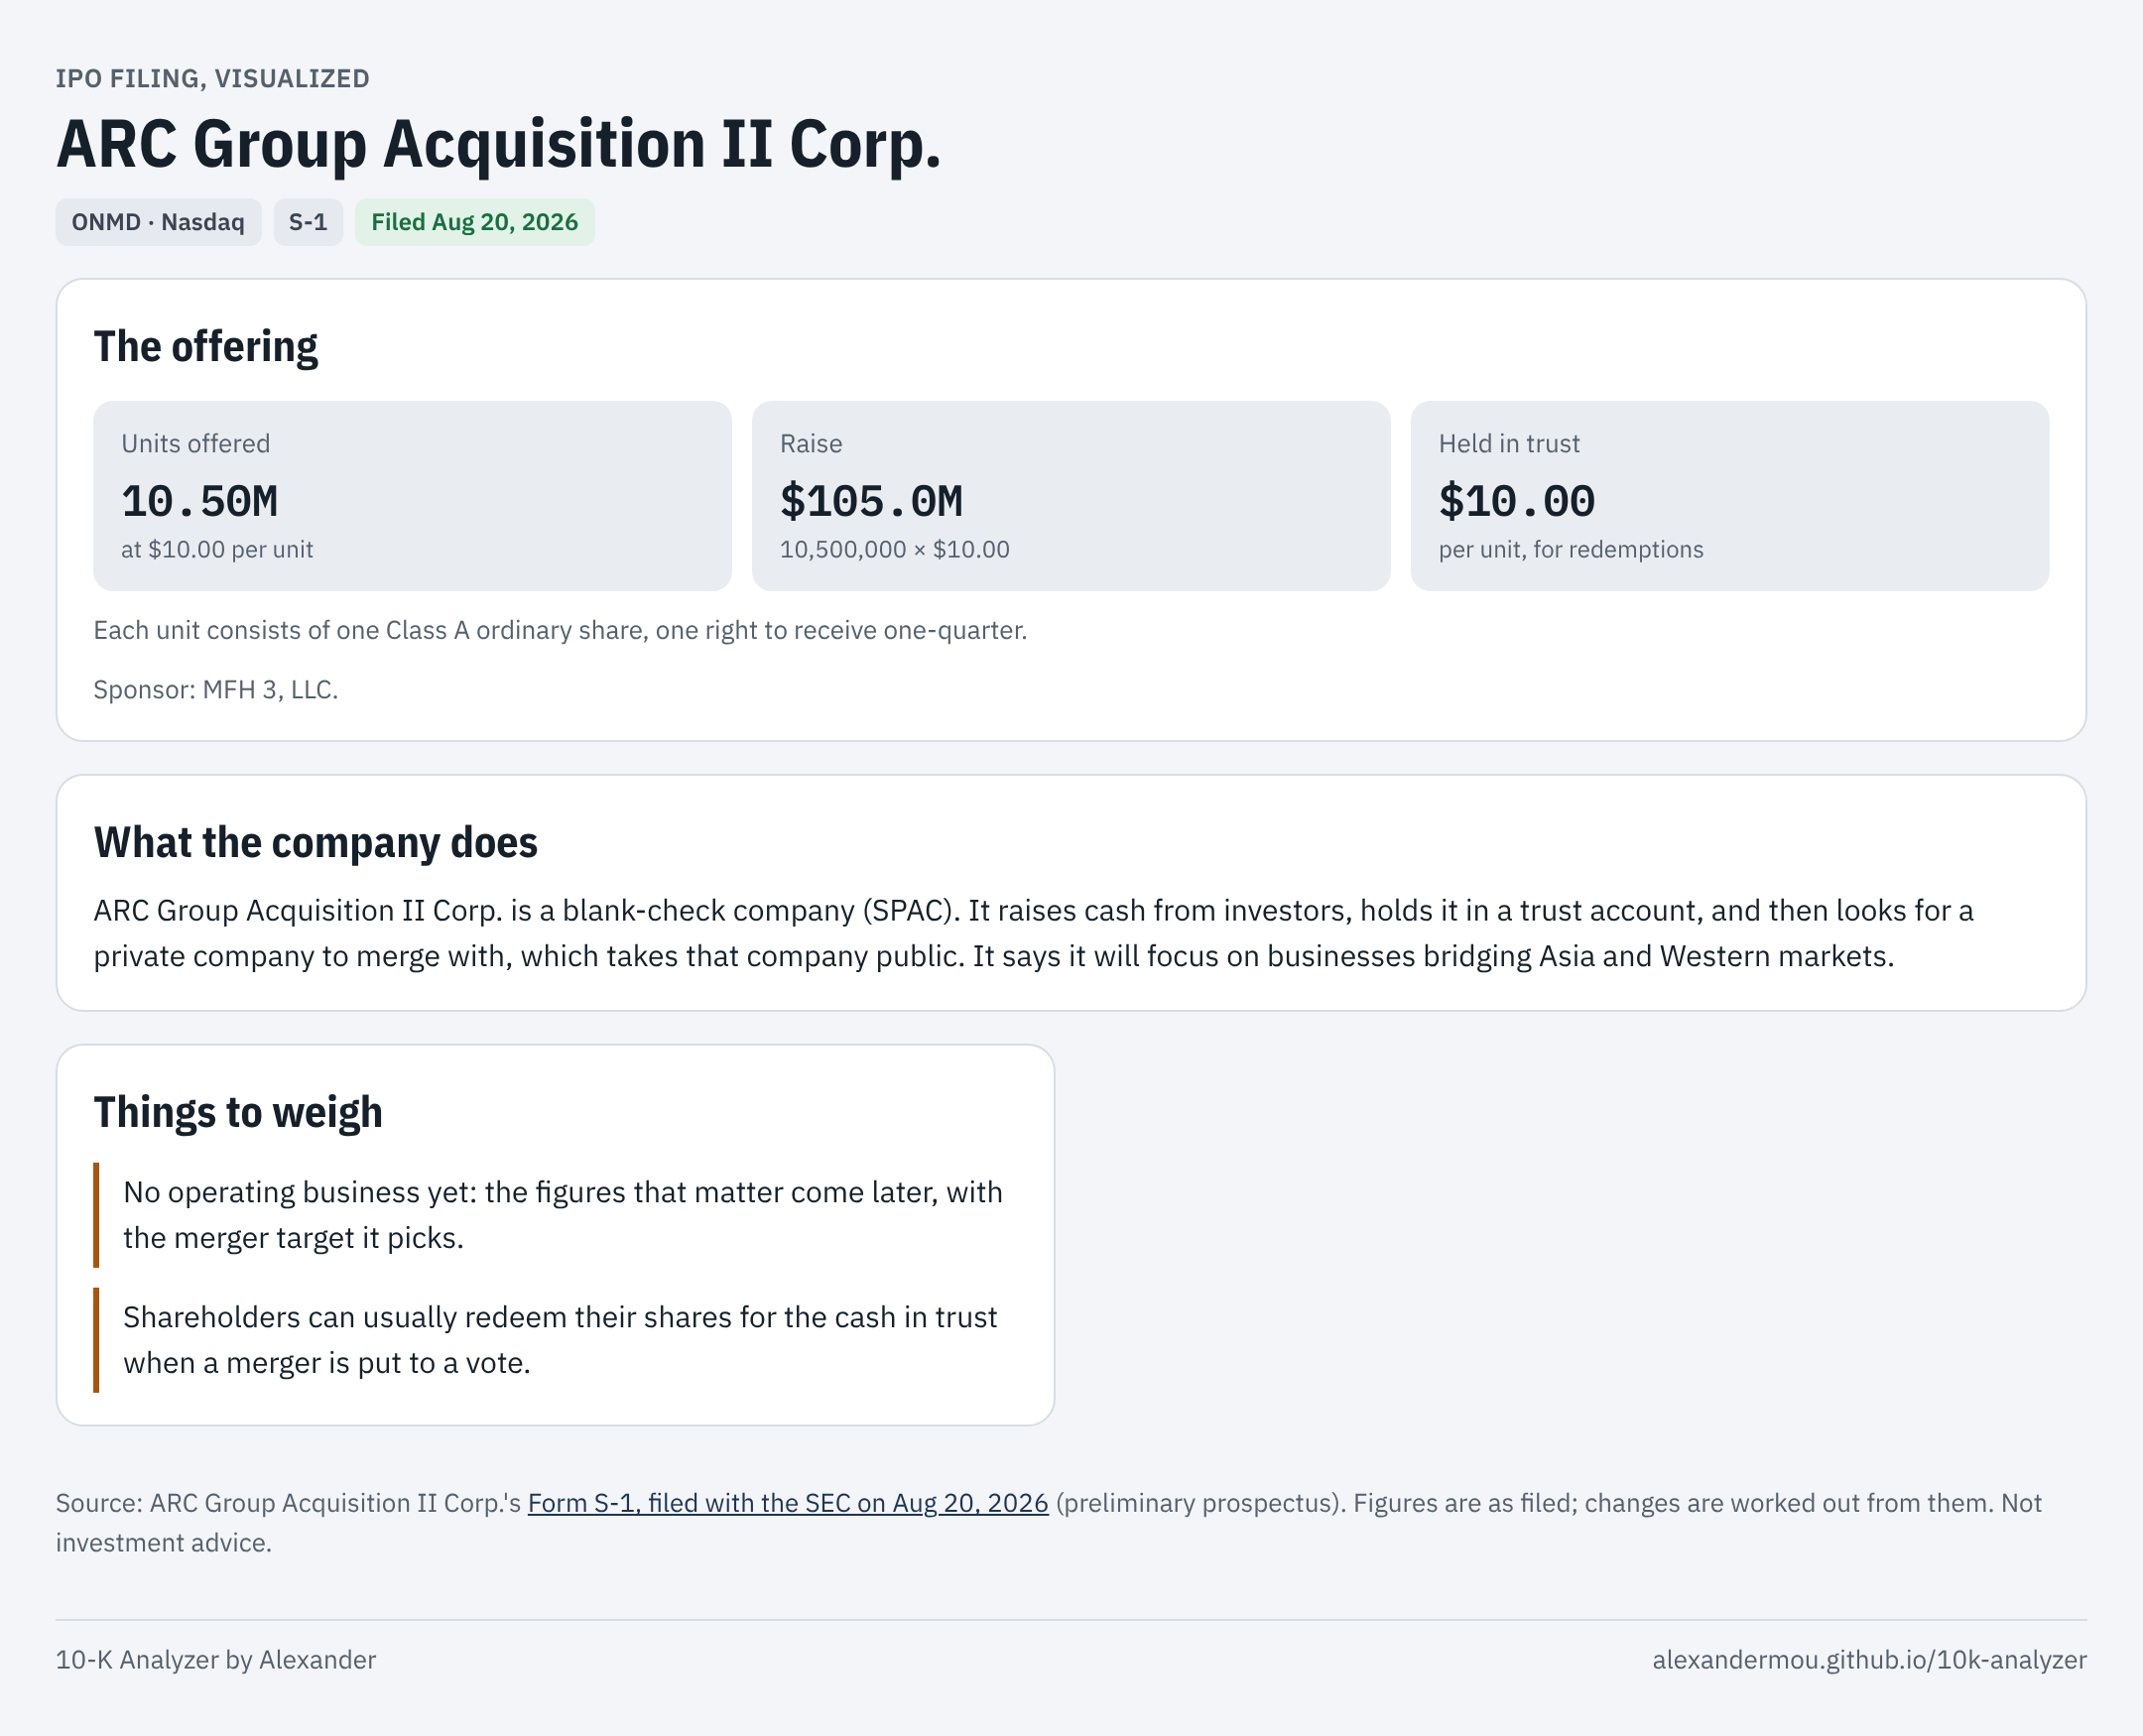 IPO FILING, VISUALIZED
ARC Group Acquisition II Corp.
ONMD · Nasdaq S-1 Filed Aug 20, 2026
The offering
Units offered
10.50M
at $10.00 per unit
Raise
$105.0M
10,500,000 × $10.00
Held in trust
$10.00
per unit, for redemptions
Each unit consists of one Class A ordinary share, one right to receive one-quarter.
Sponsor: MFH 3, LLC.
What the company does
ARC Group Acquisition II Corp. is a blank-check company (SPAC). It raises cash from investors, holds it in a trust account, and then looks for a
private company to merge with, which takes that company public. It says it will focus on businesses bridging Asia and Western markets.
Things to weigh
No operating business yet: the figures that matter come later, with
the merger target it picks.
Shareholders can usually redeem their shares for the cash in trust
when a merger is put to a vote.
Source: ARC Group Acquisition II Corp.'s Form S-1, filed with the SEC on Aug 20, 2026 (preliminary prospectus). Figures are as filed; changes are worked out from them. Not
investment advice.
10-K Analyzer by Alexander
alexandermou.github.io/10k-analyzer